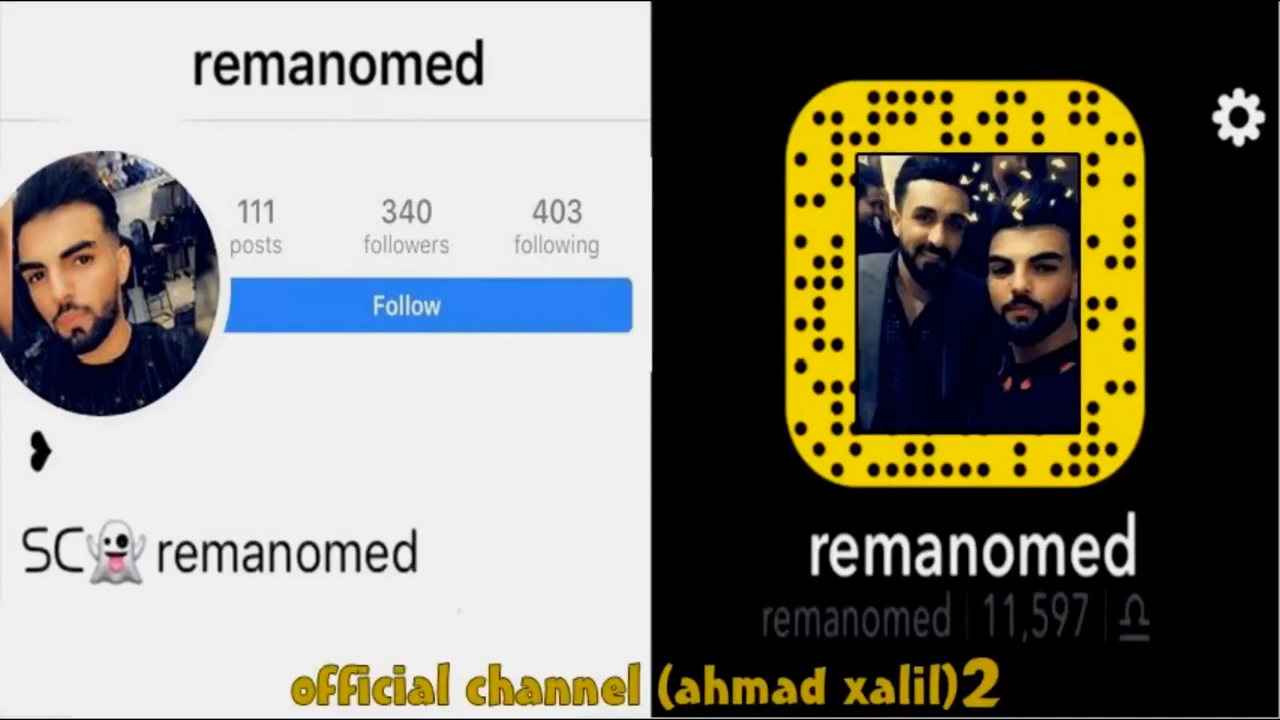 remanomed
111 340 403
posts followers following
Follow
SC👻remanomed
remanomed
remanomed | 11,597 | ♎
official channel (ahmad xalil)2